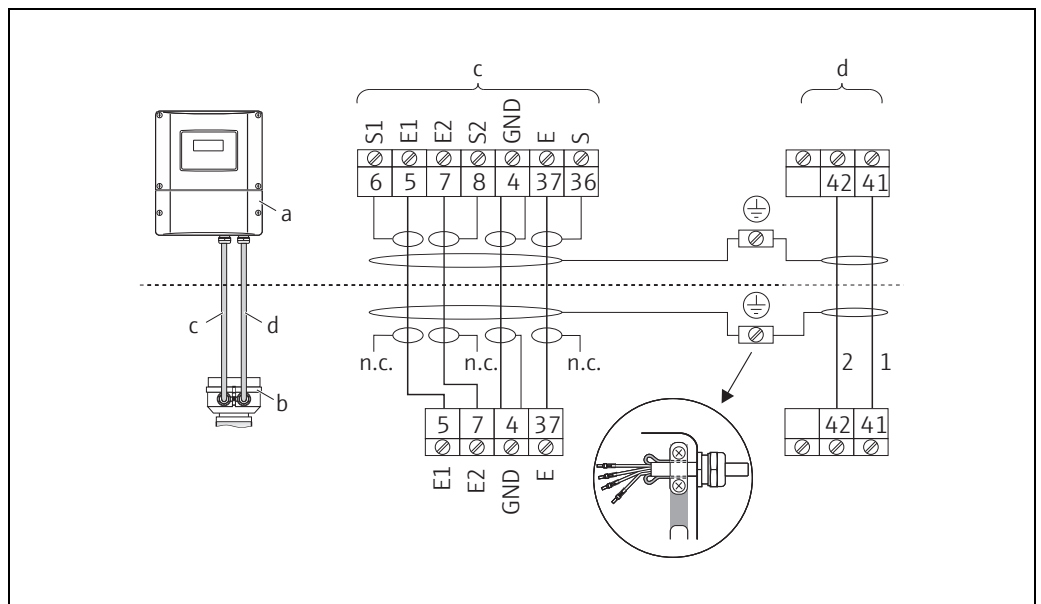 c d
S1 E1 E2 S2 GND E S
6 5 7 8 4 37 36 42 41
a
c d
n.c. n.c. n.c. 2 1
b
5 7 4 37 42 41
E1 E2 GND E